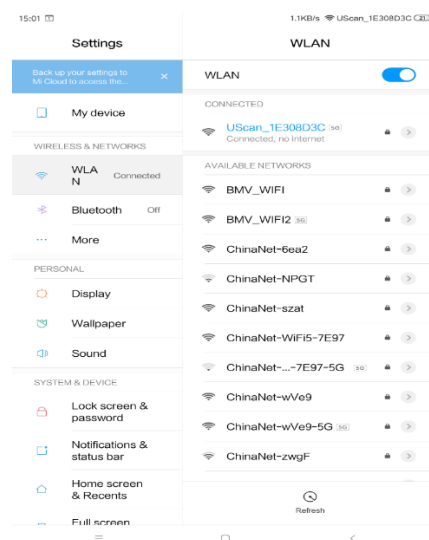 15:01
1.1KB/s UScan_1E308D3C 21
Settings
Back up your settings to
Mi Cloud to access the...
My device
WIRELESS & NETWORKS
WLA
N
Connected
Bluetooth Off
More
PERSONAL
Display
Wallpaper
Sound
SYSTEM & DEVICE
Lock screen &
password
Notifications &
status bar
Home screen
& Recents
Full screen
WLAN
WLAN
CONNECTED
UScan_1E308D3C 5G
Connected, no internet
AVAILABLE NETWORKS
BMV_WIFI
BMV_WIFI2 5G
ChinaNet-6ea2
ChinaNet-NPGT
ChinaNet-szat
ChinaNet-WiFi5-7E97
ChinaNet-...-7E97-5G 5G
ChinaNet-wVe9
ChinaNet-wVe9-5G 5G
ChinaNet-zwgF
Refresh